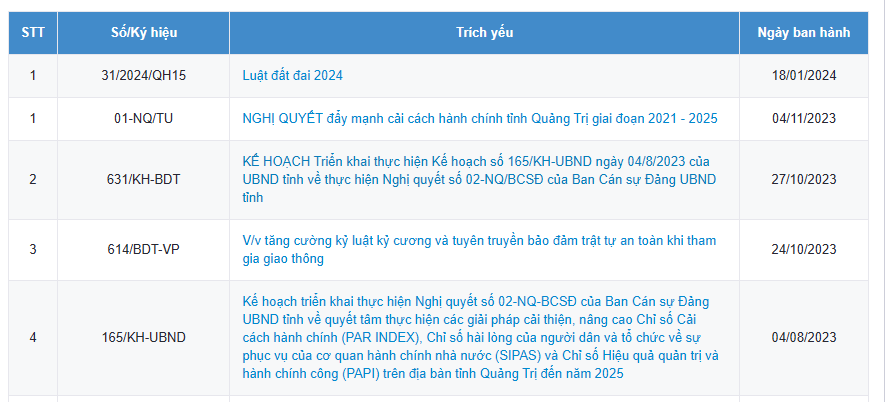 STT Số/Ký hiệu Trích yếu Ngày ban hành
1 31/2024/QH15 Luật đất đai 2024 18/01/2024
1 01-NQ/TU NGHỊ QUYẾT đẩy mạnh cải cách hành chính tỉnh Quảng Trị giai đoạn 2021 - 2025 04/11/2023
KẾ HOẠCH Triển khai thực hiện Kế hoạch số 165/KH-UBND ngày 04/8/2023 của
2 631/KH-BDT UBND tỉnh về thực hiện Nghị quyết số 02-NQ/BCSĐ của Ban Cán sự Đảng UBND 27/10/2023
tỉnh
V/v tăng cường kỷ luật kỷ cương và tuyên truyền bảo đảm trật tự an toàn khi tham
3 614/BDT-VP 24/10/2023
gia giao thông
Kế hoạch triển khai thực hiện Nghị quyết số 02-NQ-BCSĐ của Ban Cán sự Đảng
UBND tỉnh về quyết tâm thực hiện các giải pháp cải thiện, nâng cao Chỉ số Cải
4 165/KH-UBND cách hành chính (PAR INDEX), Chỉ số hài lòng của người dân và tổ chức về sự 04/08/2023
phục vụ của cơ quan hành chính nhà nước (SIPAS) và Chỉ số Hiệu quả quản trị và
hành chính công (PAPI) trên địa bàn tỉnh Quảng Trị đến năm 2025